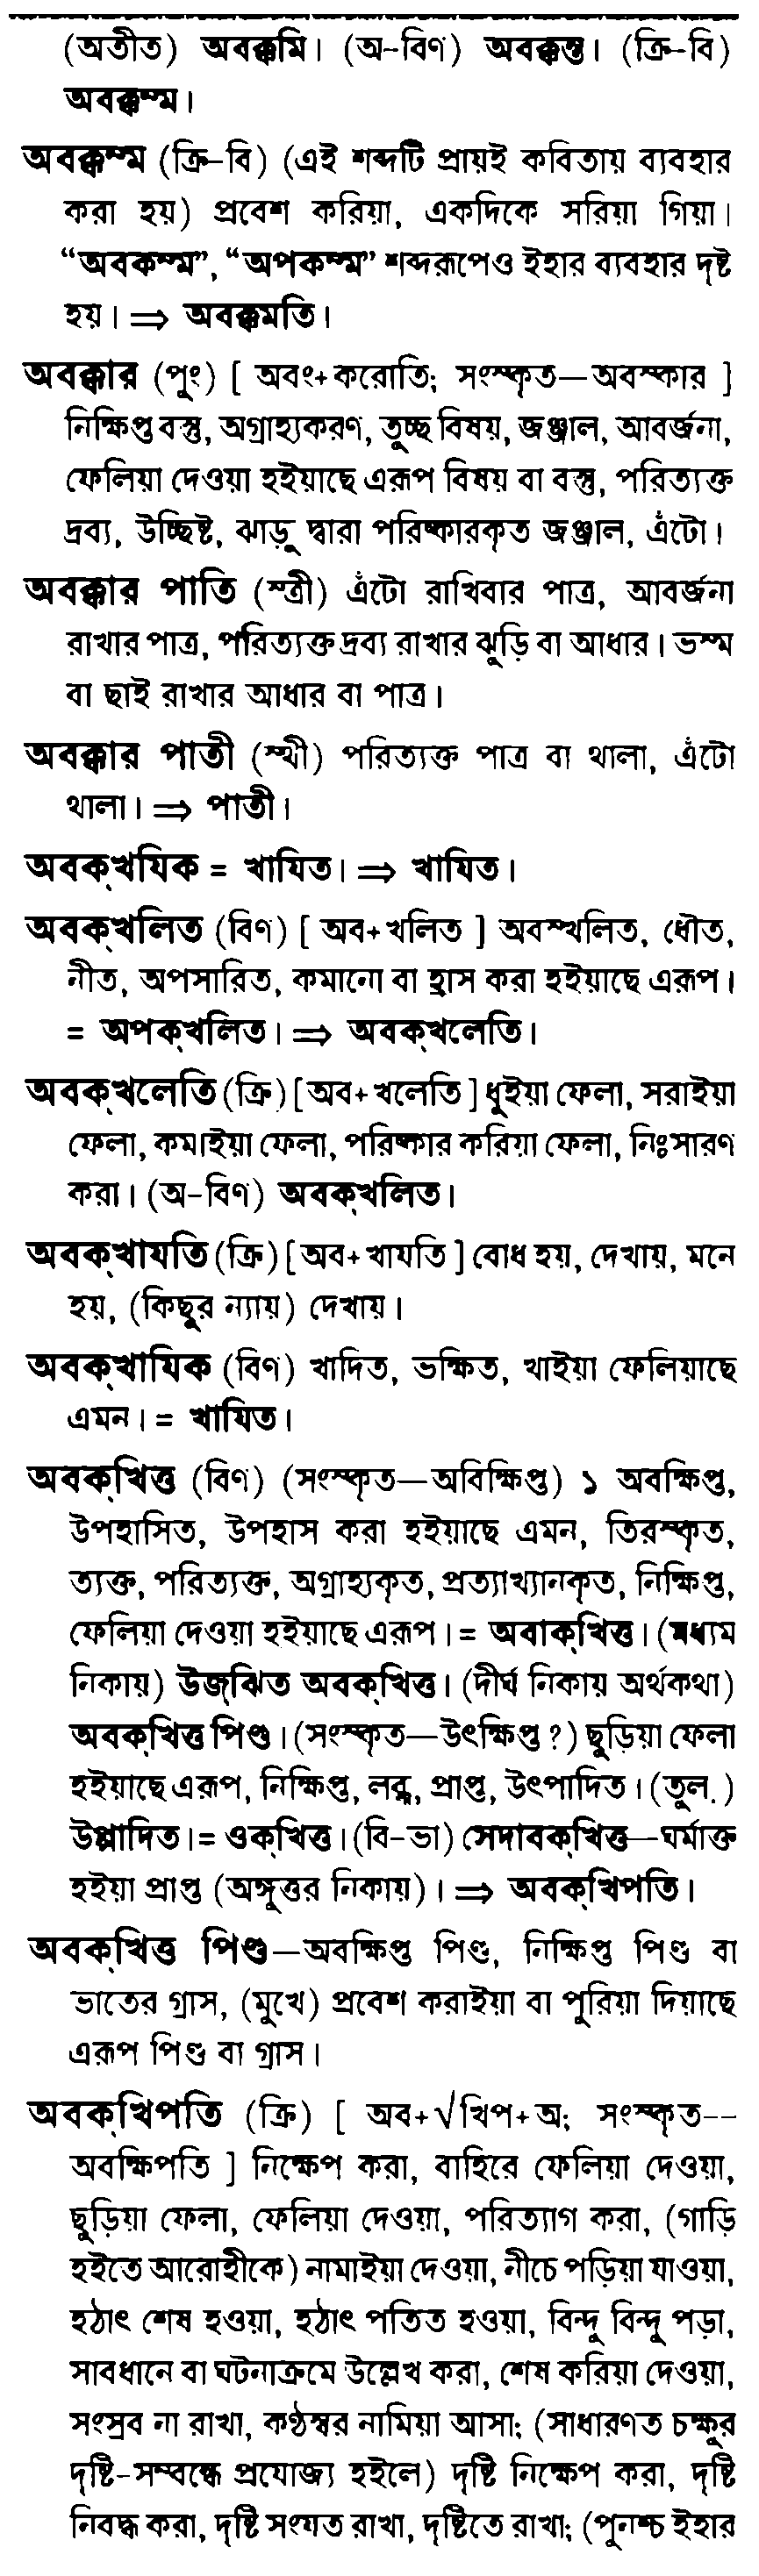 (অতীত) অবক্কমি। (অ-বিণ) অবক্কন্ত। (ক্রি-বি)
অবক্কম্ম।
অবক্কম্ম (ক্রি-বি) (এই শব্দটি প্রায়ই কবিতায় ব্যবহার
করা হয়) প্রবেশ করিয়া, একদিকে সরিয়া গিয়া।
“অবকম্ম”, “অপকম্ম” শব্দরূপেও ইহার ব্যবহার দৃষ্ট
হয়। ⇒ অবক্কমতি।
অবক্কার (পুং) [ অবং+করোতি; সংস্কৃত—অবস্কার ]
নিক্ষিপ্ত বস্তু, অগ্রাহ্যকরণ, তুচ্ছ বিষয়, জঞ্জাল, আবর্জনা,
ফেলিয়া দেওয়া হইয়াছে এরূপ বিষয় বা বস্তু, পরিত্যক্ত
দ্রব্য, উচ্ছিষ্ট, ঝাড়ু দ্বারা পরিষ্কারকৃত জঞ্জাল, এঁটো।
অবক্কার পাতি (স্ত্রী) এঁটো রাখিবার পাত্র, আবর্জনা
রাখার পাত্র, পরিত্যক্ত দ্রব্য রাখার ঝুড়ি বা আধার। ভস্ম
বা ছাই রাখার আধার বা পাত্র।
অবক্কার পাতী (স্থী) পরিত্যক্ত পাত্র বা থালা, এঁটো
থালা। ⇒ পাতী।
অবক্‌খযিক = খাযিত। ⇒ খাযিত।
অবক্‌খলিত (বিণ) [ অব+খলিত ] অবস্খলিত, ধৌত,
নীত, অপসারিত, কমানো বা হ্রাস করা হইয়াছে এরূপ।
= অপক্‌খলিত। ⇒ অবক্‌খলেতি।
অবক্‌খলেতি (ক্রি) [ অব+খলেতি ] ধুইয়া ফেলা, সরাইয়া
ফেলা, কমাইয়া ফেলা, পরিষ্কার করিয়া ফেলা, নিঃসারণ
করা। (অ-বিণ) অবক্‌খলিত।
অবক্‌খাযতি (ক্রি) [ অব+খাযতি ] বোধ হয়, দেখায়, মনে
হয়, (কিছুর ন্যায়) দেখায়।
অবক্‌খাযিক (বিণ) খাদিত, ভক্ষিত, খাইয়া ফেলিয়াছে
এমন। = খাযিত।
অবক্‌খিত্ত (বিণ) (সংস্কৃত—অবিক্ষিপ্ত) ১ অবক্ষিপ্ত,
উপহাসিত, উপহাস করা হইয়াছে এমন, তিরস্কৃত,
ত্যক্ত, পরিত্যক্ত, অগ্রাহ্যকৃত, প্রত্যাখ্যানকৃত, নিক্ষিপ্ত,
ফেলিয়া দেওয়া হইয়াছে এরূপ। = অবাক্‌খিত্ত। (মধ্যম
নিকায়) উজ্‌ঝিত অবক্‌খিত্ত। (দীর্ঘ নিকায় অর্থকথা)
অবক্‌খিত্ত পিণ্ড। (সংস্কৃত—উৎক্ষিপ্ত ?) ছুড়িয়া ফেলা
হইয়াছে এরূপ, নিক্ষিপ্ত, লব্ধ, প্রাপ্ত, উৎপাদিত। (তুল.)
উপ্পাদিত। = ওক্‌খিত্ত। (বি-ভা) সেদাবক্‌খিত্ত—ঘর্মাক্ত
হইয়া প্রাপ্ত (অঙ্গুত্তর নিকায়)। ⇒ অবক্‌খিপতি।
অবক্‌খিত্ত পিণ্ড—অবক্ষিপ্ত পিণ্ড, নিক্ষিপ্ত পিণ্ড বা
ভাতের গ্রাস, (মুখে) প্রবেশ করাইয়া বা পুরিয়া দিয়াছে
এরূপ পিণ্ড বা গ্রাস।
অবক্‌খিপতি (ক্রি) [ অব+√খিপ+অ; সংস্কৃত--
অবক্ষিপতি ] নিক্ষেপ করা, বাহিরে ফেলিয়া দেওয়া,
ছুড়িয়া ফেলা, ফেলিয়া দেওয়া, পরিত্যাগ করা, (গাড়ি
হইতে আরোহীকে) নামাইয়া দেওয়া, নীচে পড়িয়া যাওয়া,
হঠাৎ শেষ হওয়া, হঠাৎ পতিত হওয়া, বিন্দু বিন্দু পড়া,
সাবধানে বা ঘটনাক্রমে উল্লেখ করা, শেষ করিয়া দেওয়া,
সংস্রব না রাখা, কণ্ঠস্বর নামিয়া আসা; (সাধারণত চক্ষুর
দৃষ্টি-সম্বন্ধে প্রযোজ্য হইলে) দৃষ্টি নিক্ষেপ করা, দৃষ্টি
নিবদ্ধ করা, দৃষ্টি সংযত রাখা, দৃষ্টিতে রাখা; (পুনশ্চ ইহার